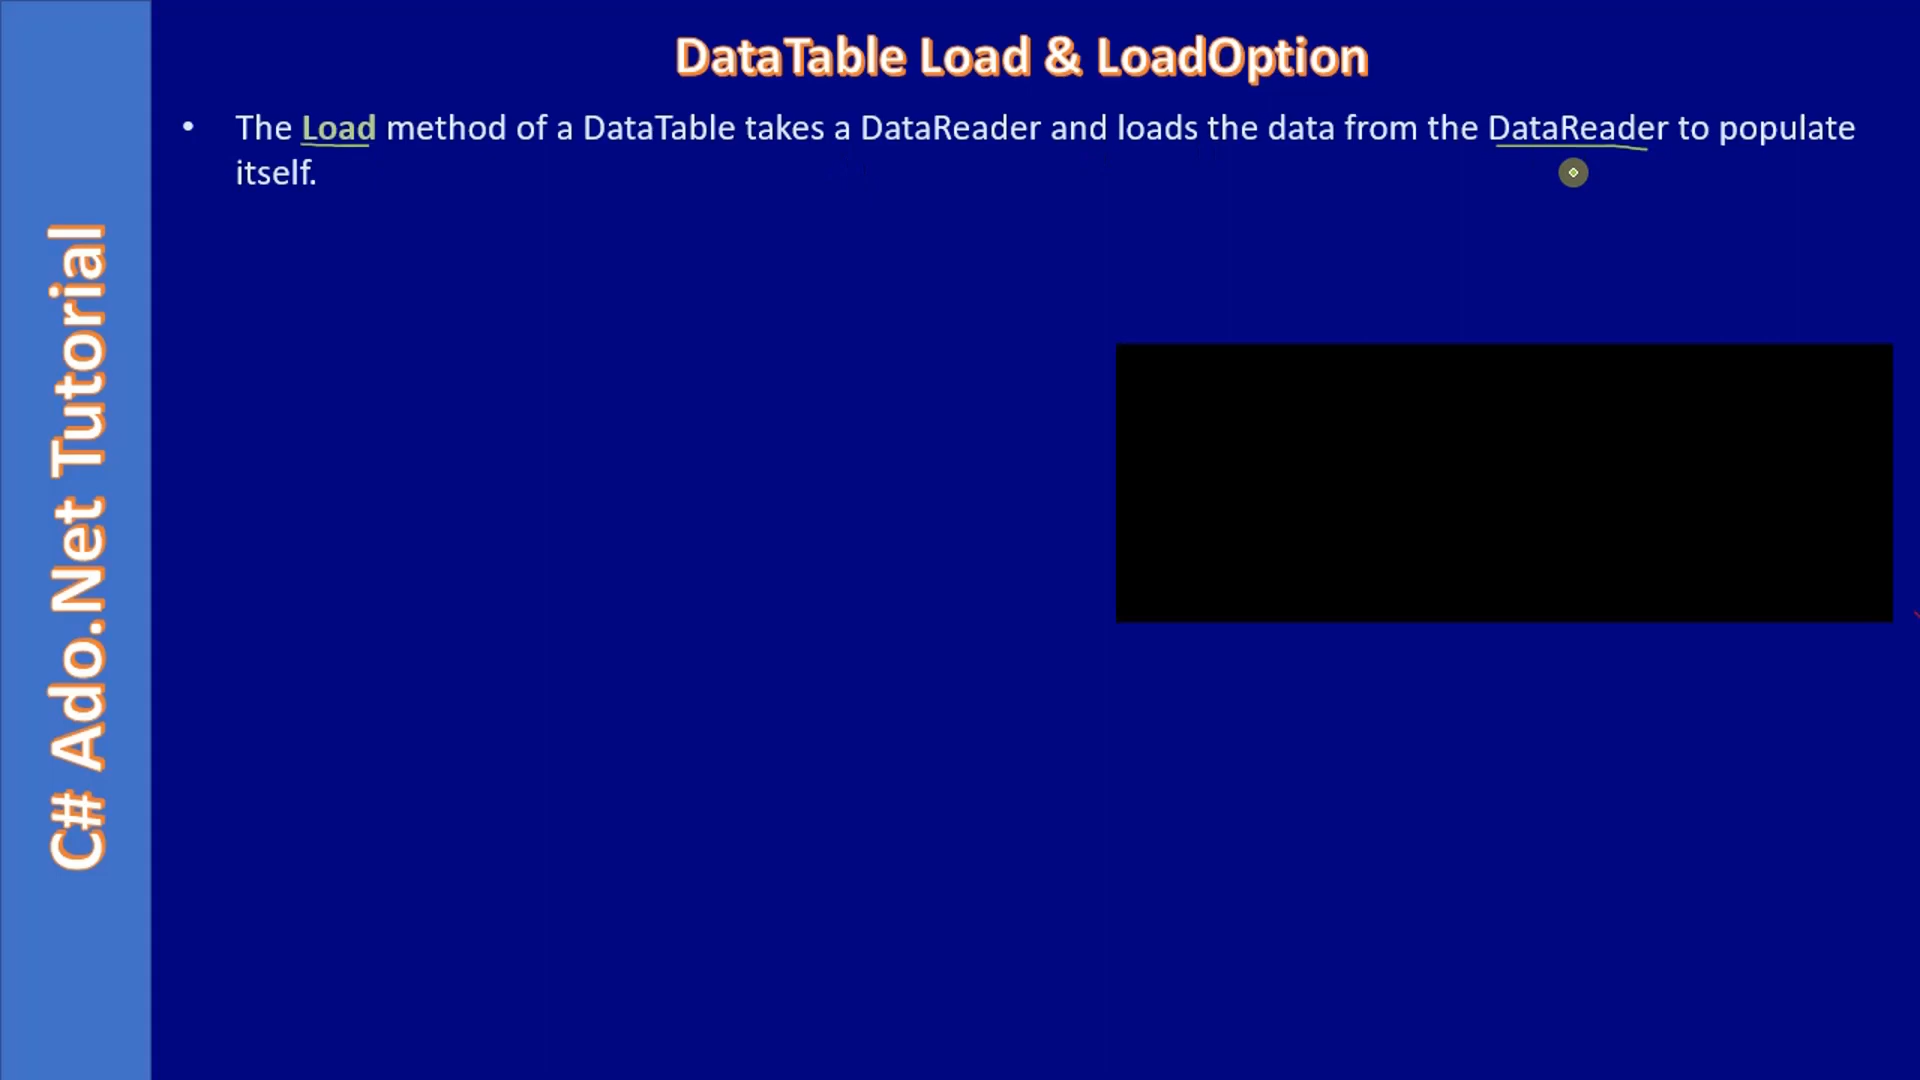 DataTable Load & LoadOption
• The Load method of a DataTable takes a DataReader and loads the data from the DataReader to populate
itself.
C# Ado.Net Tutorial